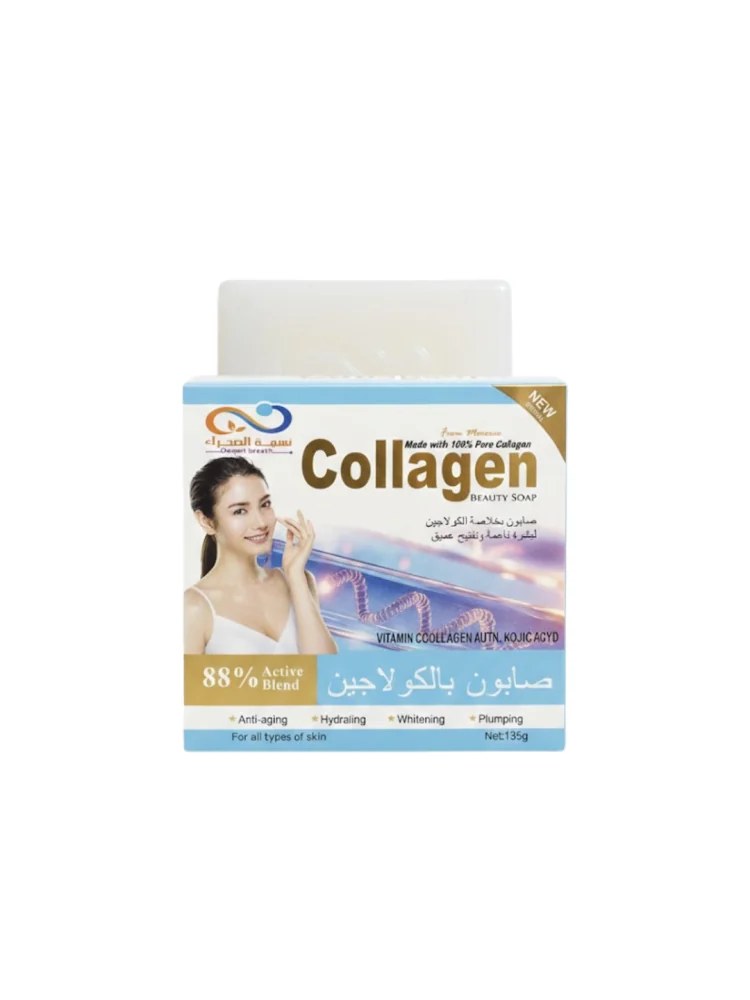 NEW
نسمة الصحراء
Desert breath
From Morocco
Made with 100% Pore Callagan
Collagen
BEAUTY SOAP
صابون بخلاصة الكولاجين
لبشرة ناعمة وتفتيح عميق
VITAMIN COOLLAGEN AUTN, KOJIC ACYD
88% Active Blend
صابون بالكولاجين
Anti-aging Hydraling Whitening Plumping
For all types of skin Net:135g